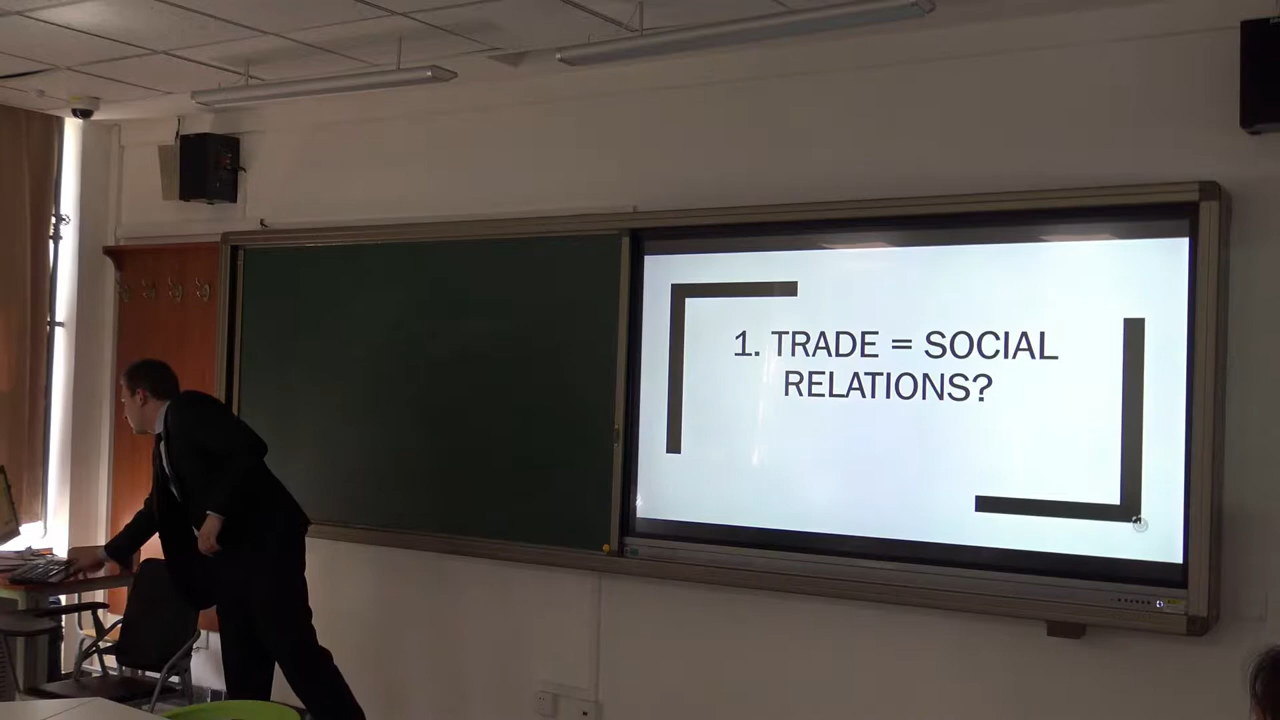 1. TRADE = SOCIAL
RELATIONS?